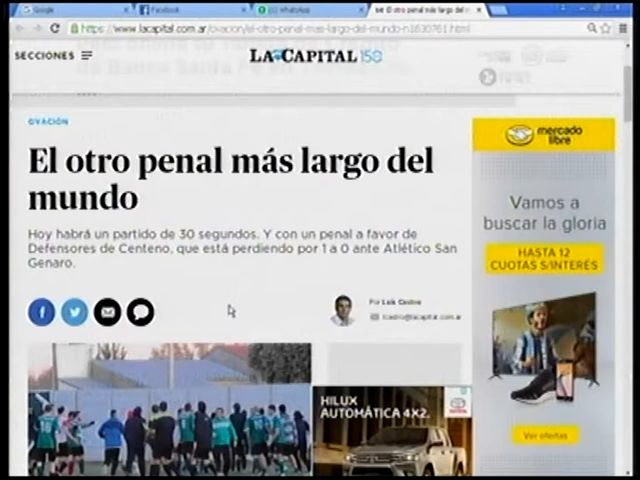 Google
Facebook
WhatsApp
El otro penal más largo del
https://www.lacapital.com.ar/ovacion/el-otro-penal-mas-largo-del-mundo-n1630761.html
SECCIONES
LA CAPITAL 150
OVACIÓN
El otro penal más largo del
mundo
Hoy habrá un partido de 30 segundos. Y con un penal a favor de
Defensores de Centeno, que está perdiendo por 1 a 0 ante Atlético San
Genaro.
Por Luis Castro
lcastro@lacapital.com.ar
mercado
libre
Vamos a
buscar la gloria
HASTA 12
CUOTAS S/INTERÉS
Ver ofertas
HILUX
AUTOMÁTICA 4X2.
TOYOTA